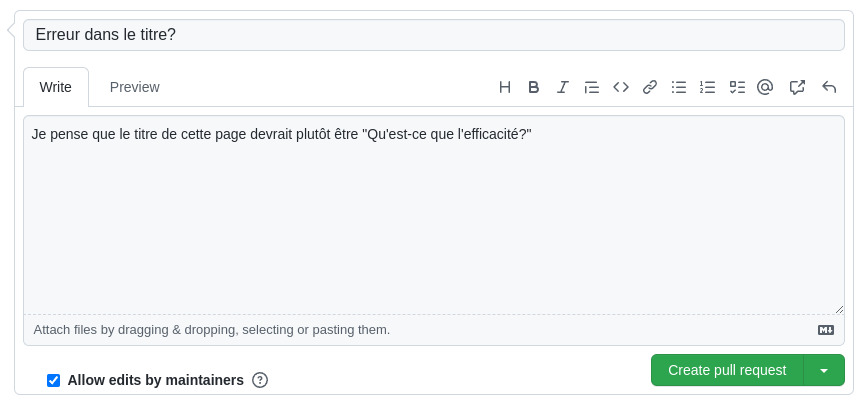 Erreur dans le titre?
Write Preview
Je pense que le titre de cette page devrait plutôt être "Qu'est-ce que l'efficacité?"
Attach files by dragging & dropping, selecting or pasting them.
Create pull request
Allow edits by maintainers